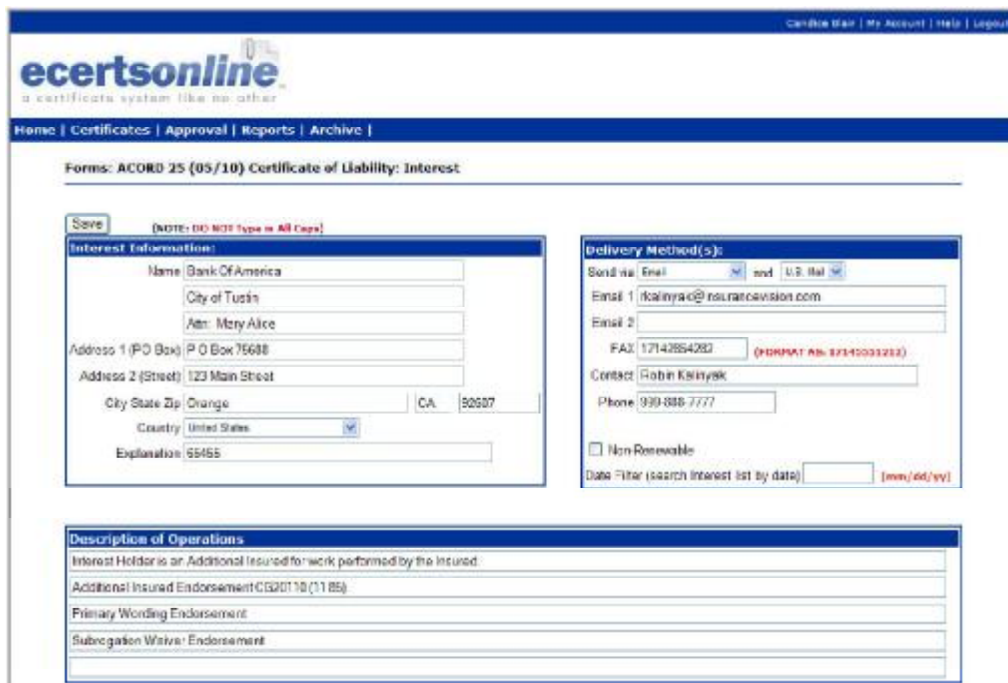 Candice Blair | My Account | Help | Logout
ecertsonline
a certificate system like no other
Home | Certificates | Approval | Reports | Archive |
Forms: ACORD 25 (05/10) Certificate of Liability: Interest
Save (NOTE: DO NOT Type in All Caps)
Interest Information:
Name Bank Of America
City of Tustin
Attn: Mary Alice
Address 1 (PO Box) P O Box 75688
Address 2 (Street) 123 Main Street
City State Zip Orange CA 92607
Country United States
Explanation 65465
Delivery Method(s):
Send via Email and U.S. Mail
Email 1 rkalinyak@insurancevision.com
Email 2
FAX 17142854282 (FORMAT AS: 17145551212)
Contact Robin Kalinyak
Phone 999-888-7777
Non-Renewable
Date Filter (search interest list by date) (mm/dd/yy)
Description of Operations
Interest Holder is an Additional Insured for work performed by the Insured
Additional Insured Endorsement CG20110 (11 85)
Primary Wording Endorsement
Subrogation Waiver Endorsement